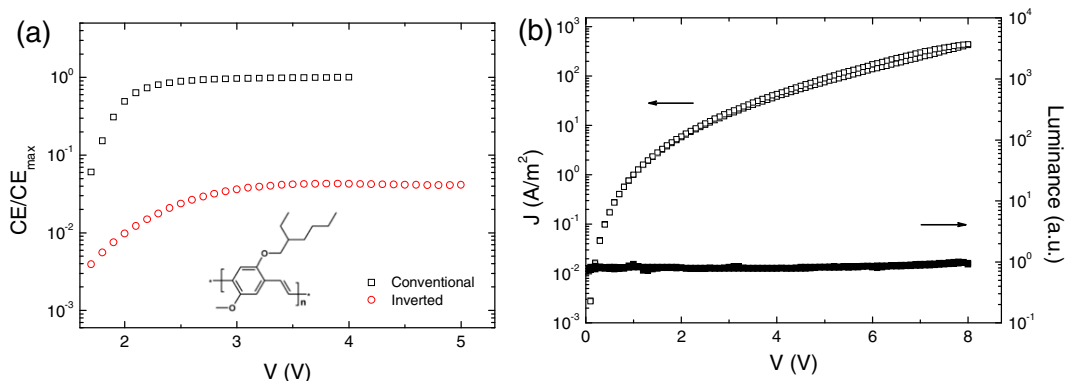 (a)
CE/CE_max
10^0
10^-1
10^-2
10^-3
2 3 4 5
V (V)
O
O
n
Conventional
Inverted
(b)
J (A/m^2)
10^3
10^2
10^1
10^0
10^-1
10^-2
10^-3
0 2 4 6 8
V (V)
10^4
10^3
10^2
10^1
10^0
10^-1
Luminance (a.u.)